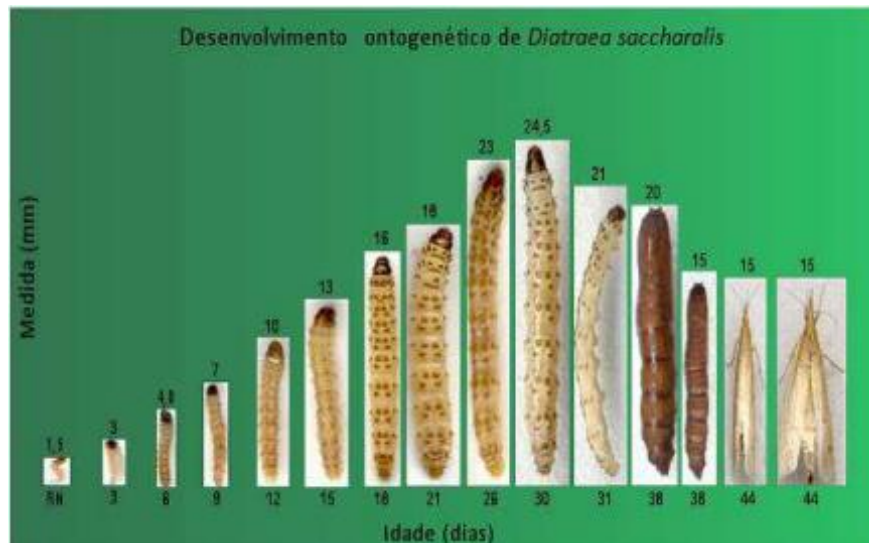 Desenvolvimento ontogenético de Diatraea saccharalis
Medida (mm)
1,5 3 4,8 7 10 13 16 18 23 24,5 21 20 15 15 15
RN 3 6 9 12 15 18 21 26 30 31 38 38 44 44
Idade (dias)